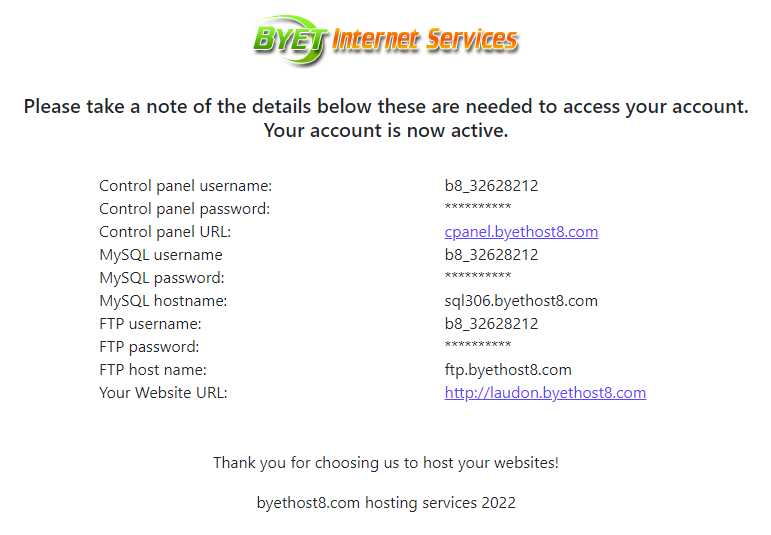 BYET Internet Services
Please take a note of the details below these are needed to access your account.
Your account is now active.
Control panel username: b8_32628212
Control panel password: **********
Control panel URL: cpanel.byethost8.com
MySQL username b8_32628212
MySQL password: **********
MySQL hostname: sql306.byethost8.com
FTP username: b8_32628212
FTP password: **********
FTP host name: ftp.byethost8.com
Your Website URL: http://laudon.byethost8.com
Thank you for choosing us to host your websites!
byethost8.com hosting services 2022